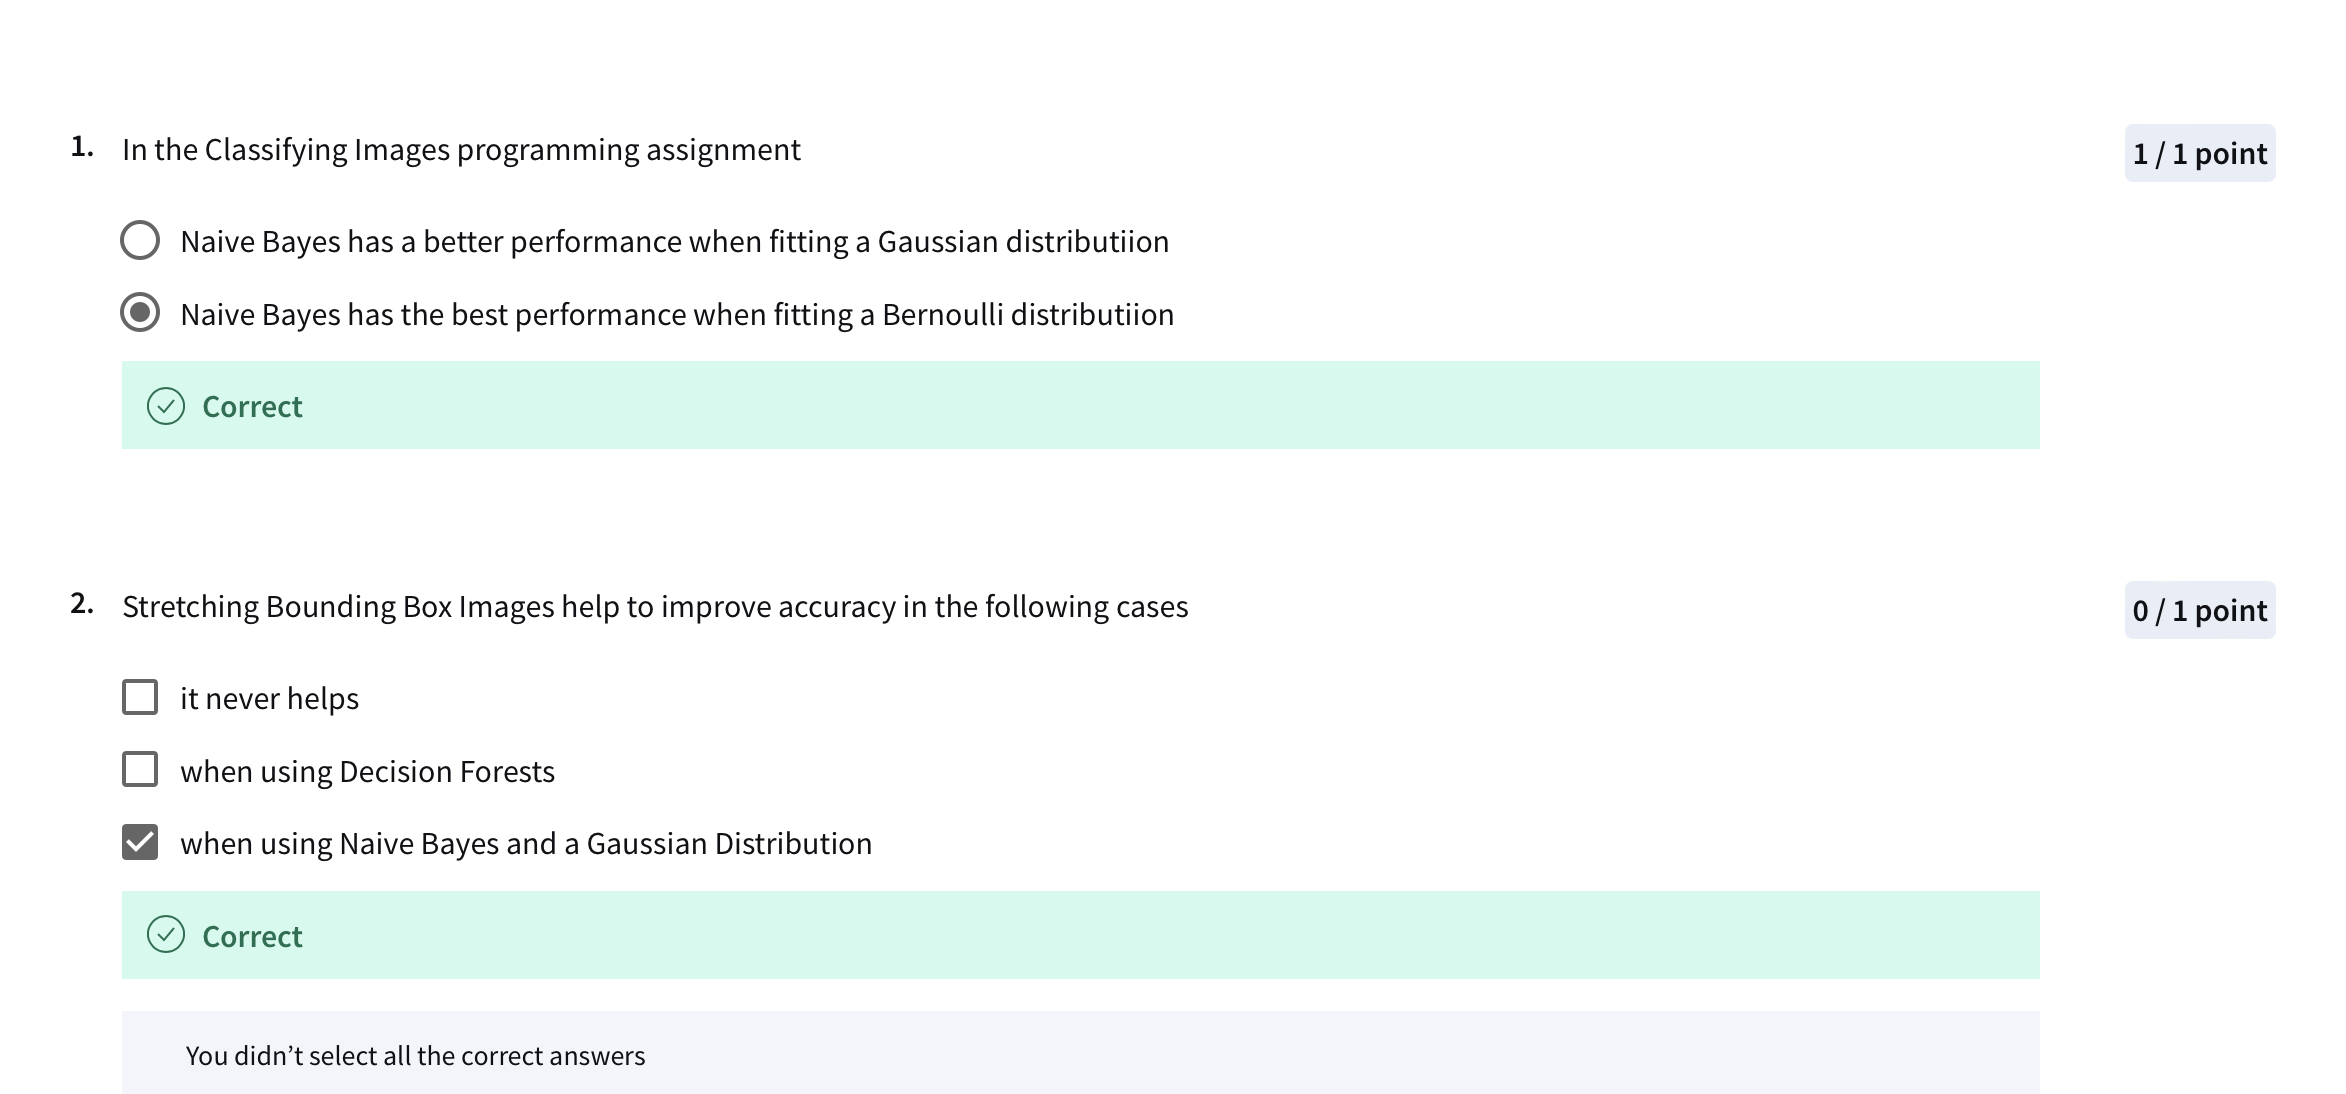 1. In the Classifying Images programming assignment
1 / 1 point
Naive Bayes has a better performance when fitting a Gaussian distributiion
Naive Bayes has the best performance when fitting a Bernoulli distributiion
Correct
2. Stretching Bounding Box Images help to improve accuracy in the following cases
0 / 1 point
it never helps
when using Decision Forests
when using Naive Bayes and a Gaussian Distribution
Correct
You didn’t select all the correct answers